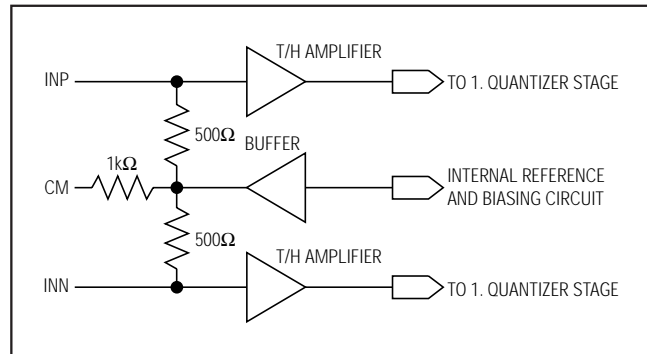 T/H AMPLIFIER
INP
TO 1. QUANTIZER STAGE
500Ω
BUFFER
1kΩ
CM
INTERNAL REFERENCE
AND BIASING CIRCUIT
500Ω
T/H AMPLIFIER
INN
TO 1. QUANTIZER STAGE